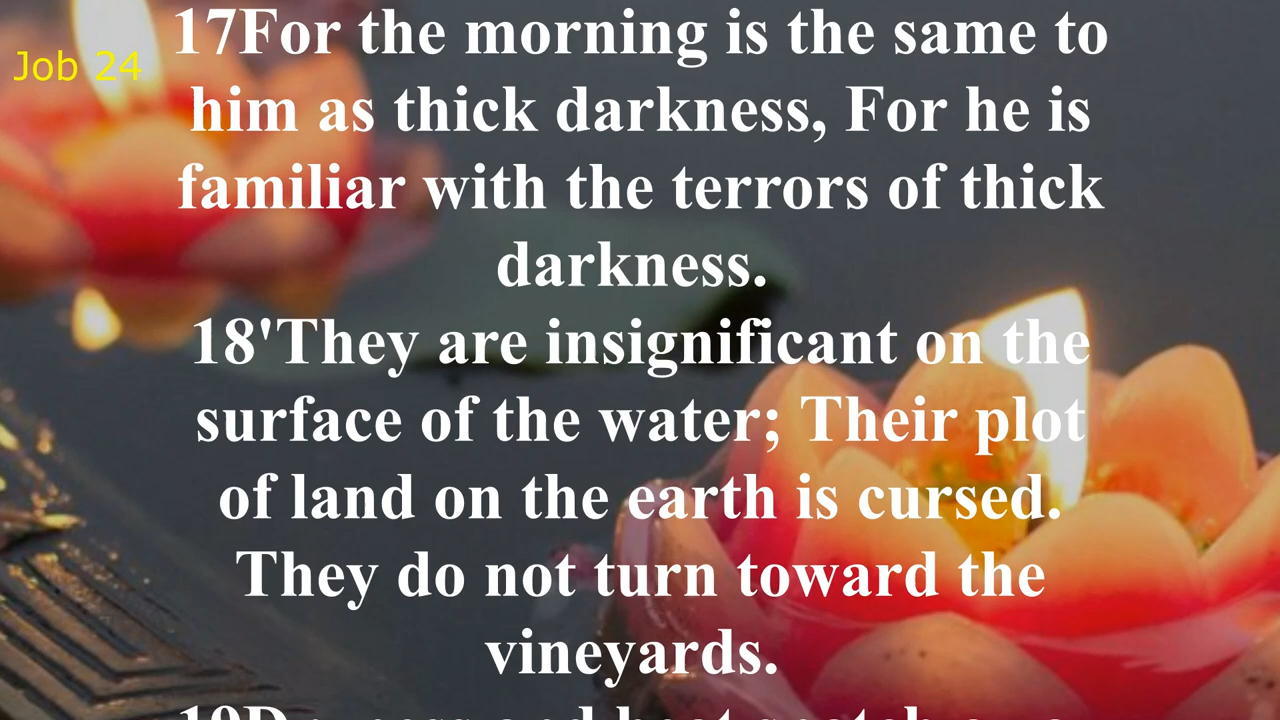 Job 24
17For the morning is the same to
him as thick darkness, For he is
familiar with the terrors of thick
darkness.
18'They are insignificant on the
surface of the water; Their plot
of land on the earth is cursed.
They do not turn toward the
vineyards.